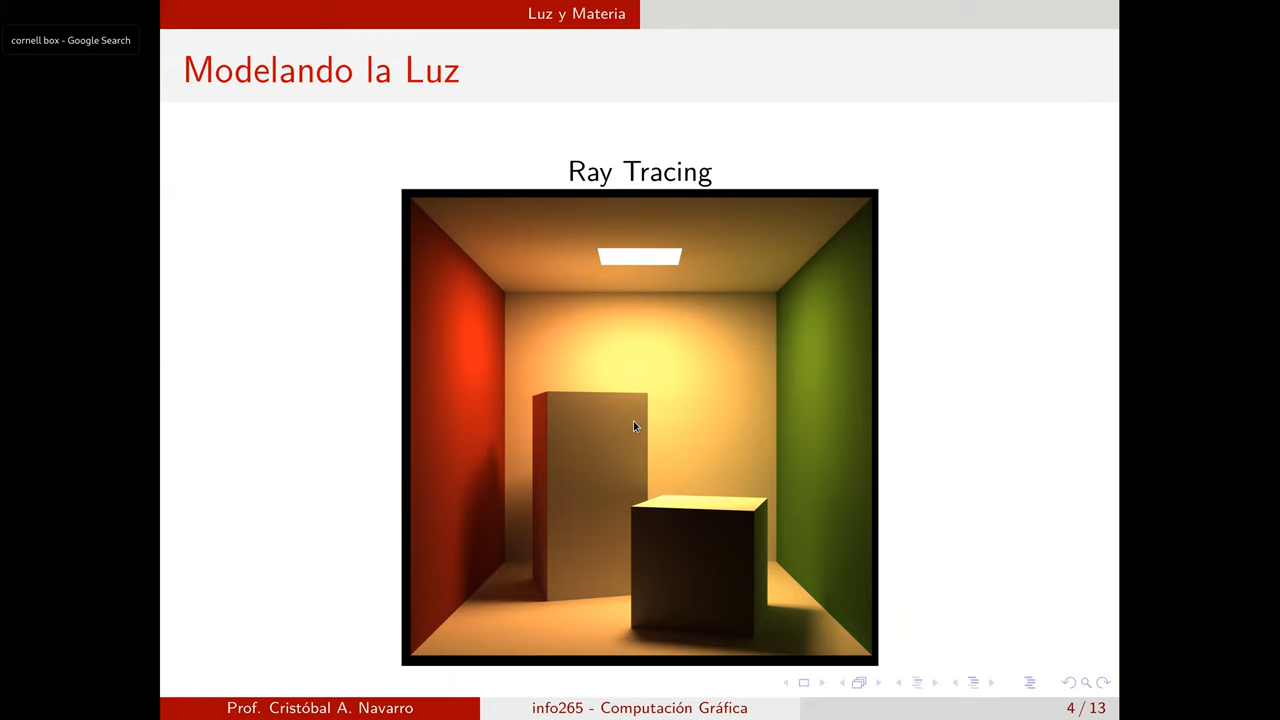 Luz y Materia
cornell box - Google Search
Modelando la Luz
Ray Tracing
Prof. Cristóbal A. Navarro
info265 - Computación Gráfica
4 / 13